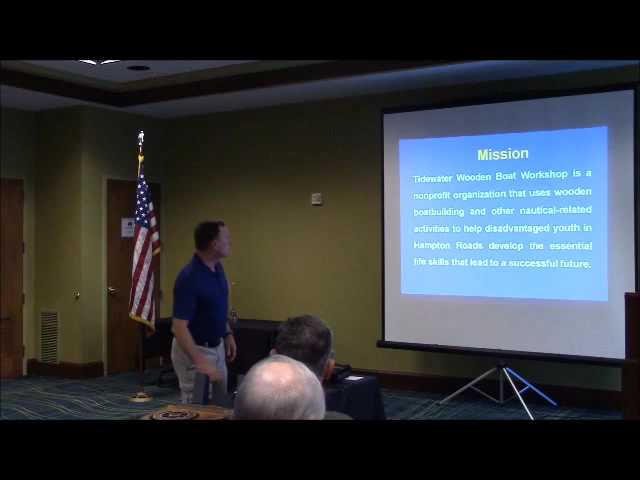 Mission
Tidewater Wooden Boat Workshop is a
nonprofit organization that uses wooden
boatbuilding and other nautical-related
activities to help disadvantaged youth in
Hampton Roads develop the essential
life skills that lead to a successful future.